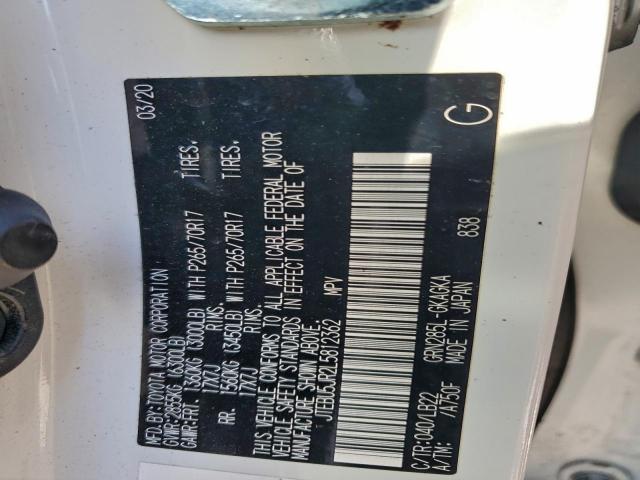 MFD.BY:TOYOTA MOTOR CORPORATION 03/20
GVWR:2855KG (6300LB)
GAWR:FRT 1360KG (3000LB) WITH P265/70R17 TIRES.
17X7J RIMS.
RR. 1560KG (3450LB) WITH P265/70R17 TIRES.
17X7J RIMS.
THIS VEHICLE CONFORMS TO ALL APPLICABLE FEDERAL MOTOR
VEHICLE SAFETY STANDARDS IN EFFECT ON THE DATE OF
MANUFACTURE SHOWN ABOVE.
JTEBU5JR2L5812362 MPV
C/TR:040/LB22 GRN285L-GKAGKA
A/TM: /A750F MADE IN JAPAN 838
G